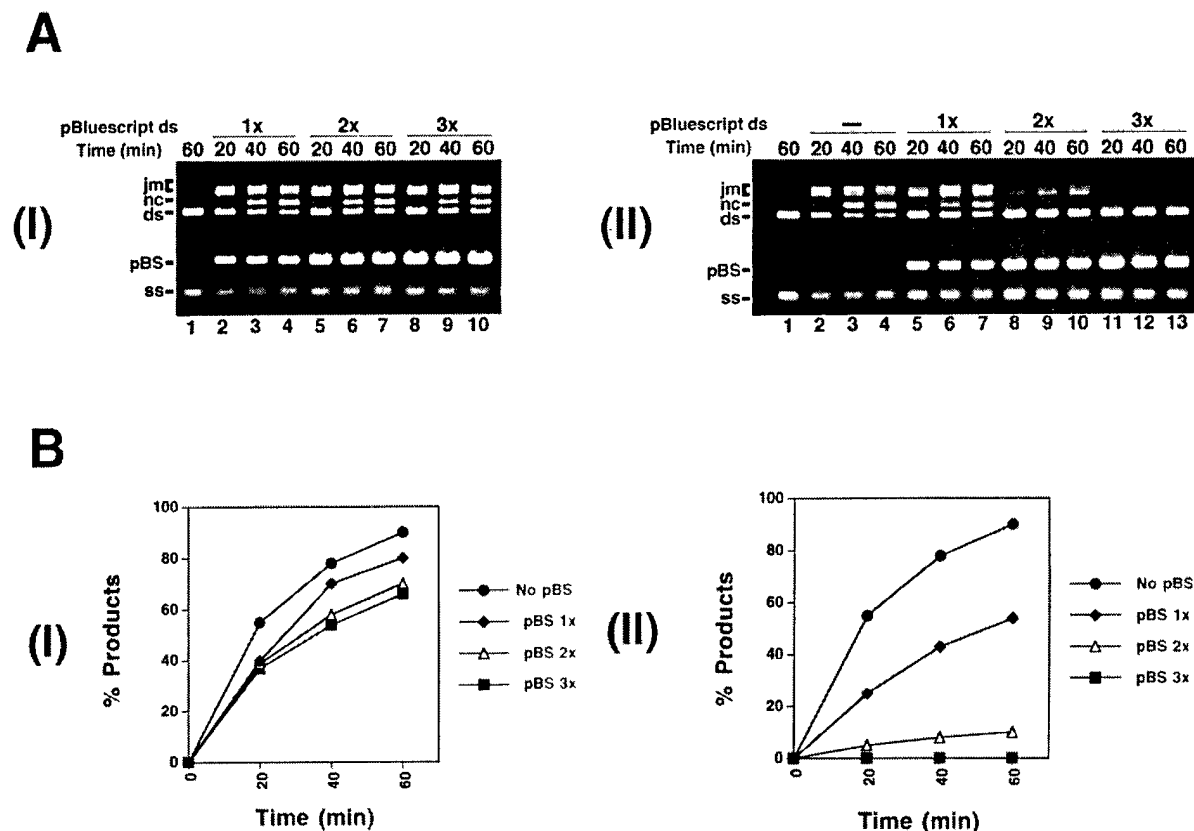 A
(I)
pBluescript ds 1x 2x 3x
Time (min) 60 20 40 60 20 40 60 20 40 60
jm
nc
ds
pBS
ss
1 2 3 4 5 6 7 8 9 10
(II)
pBluescript ds — 1x 2x 3x
Time (min) 60 20 40 60 20 40 60 20 40 60 20 40 60
jm
nc
ds
pBS
ss
1 2 3 4 5 6 7 8 9 10 11 12 13
B
(I)
% Products
100
80
60
40
20
0
0 20 40 60
Time (min)
No pBS
pBS 1x
pBS 2x
pBS 3x
(II)
% Products
100
80
60
40
20
0
0 20 40 60
Time (min)
No pBS
pBS 1x
pBS 2x
pBS 3x